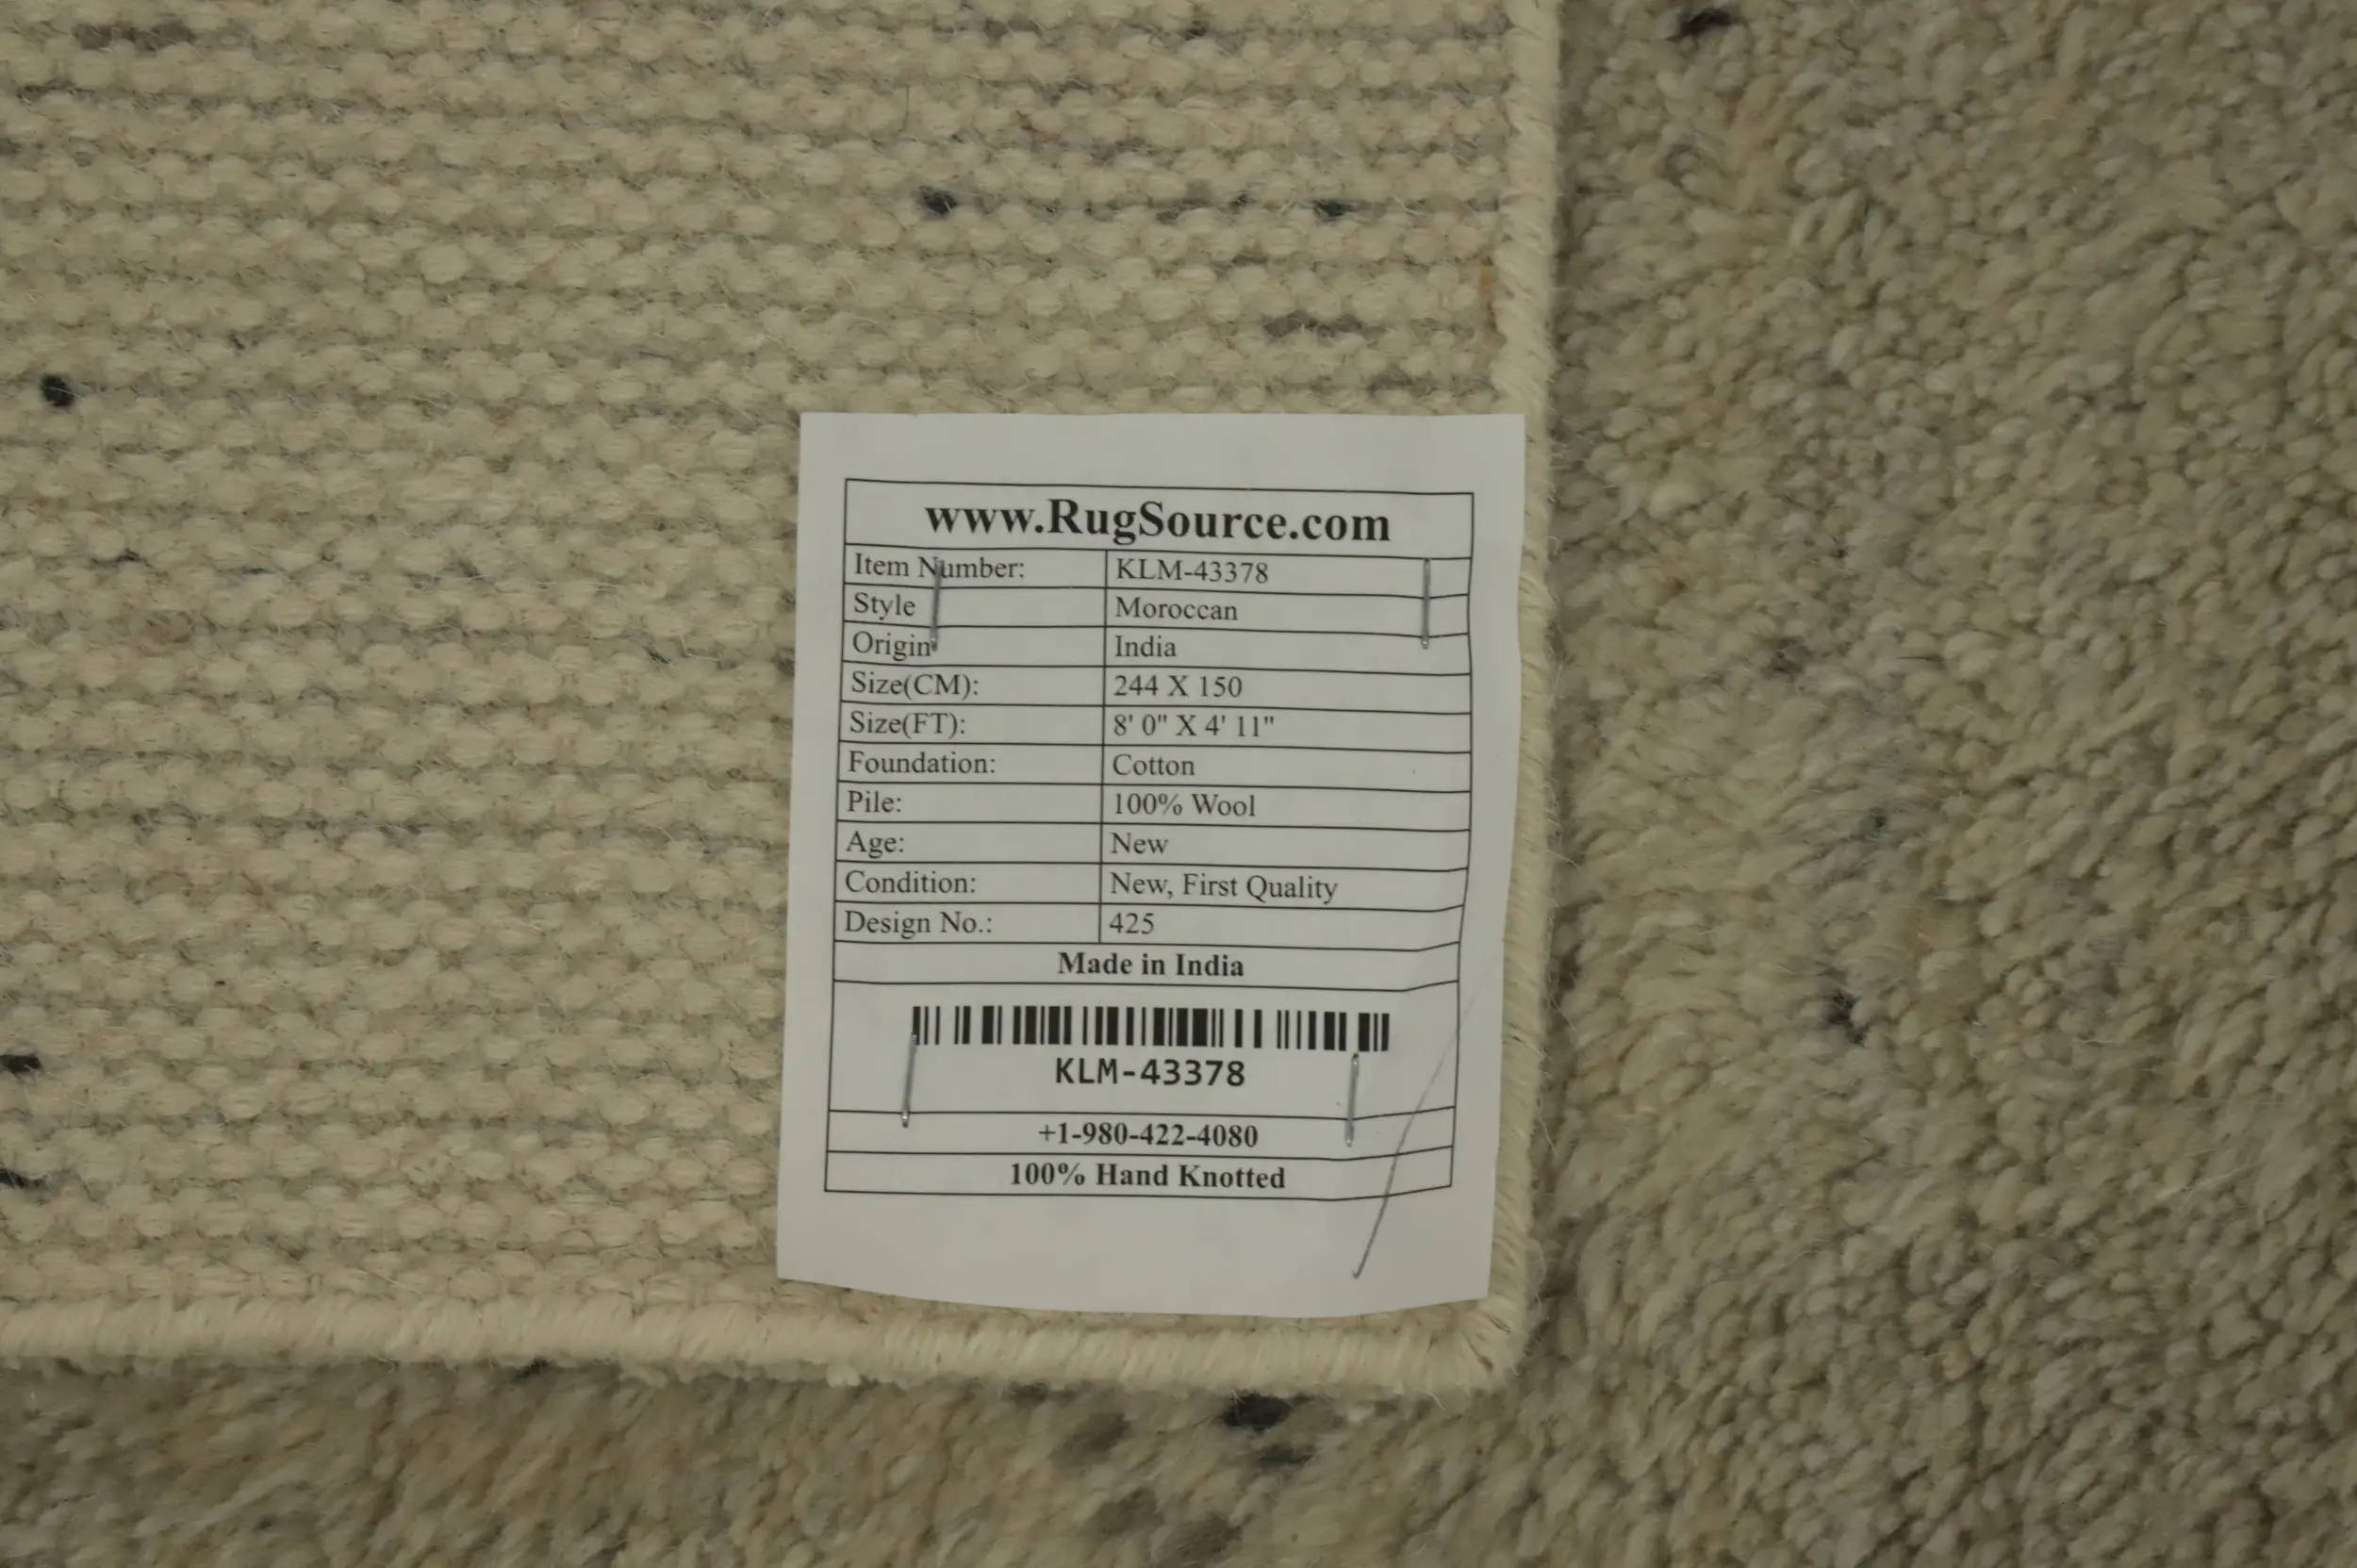 www.RugSource.com
Item Number: KLM-43378
Style Moroccan
Origin India
Size(CM): 244 X 150
Size(FT): 8' 0" X 4' 11"
Foundation: Cotton
Pile: 100% Wool
Age: New
Condition: New, First Quality
Design No.: 425
Made in India
KLM-43378
+1-980-422-4080
100% Hand Knotted